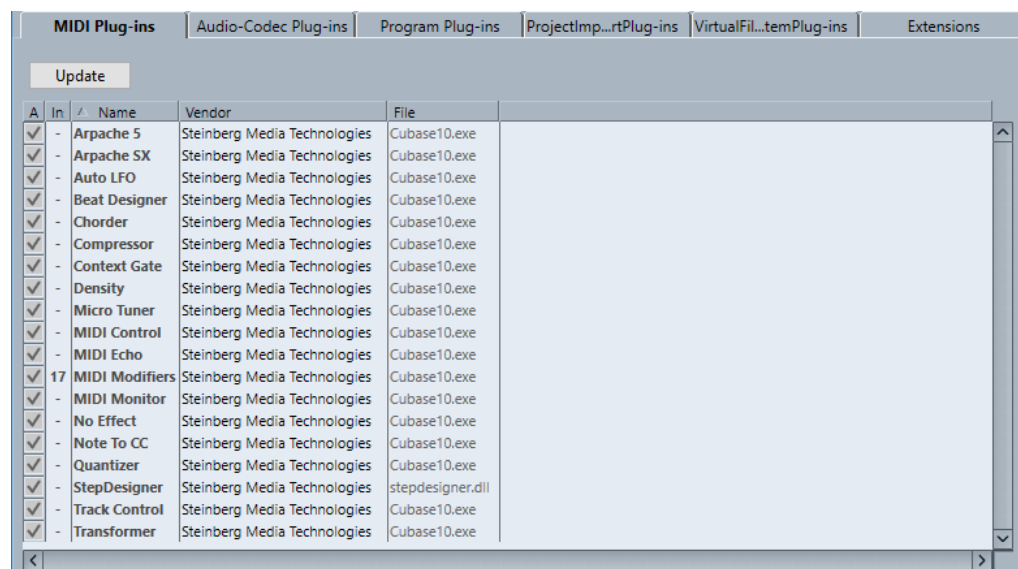 MIDI Plug-ins Audio-Codec Plug-ins Program Plug-ins ProjectImp...rtPlug-ins VirtualFil...temPlug-ins Extensions
Update
A In Name Vendor File
- Arpache 5 Steinberg Media Technologies Cubase10.exe
- Arpache SX Steinberg Media Technologies Cubase10.exe
- Auto LFO Steinberg Media Technologies Cubase10.exe
- Beat Designer Steinberg Media Technologies Cubase10.exe
- Chorder Steinberg Media Technologies Cubase10.exe
- Compressor Steinberg Media Technologies Cubase10.exe
- Context Gate Steinberg Media Technologies Cubase10.exe
- Density Steinberg Media Technologies Cubase10.exe
- Micro Tuner Steinberg Media Technologies Cubase10.exe
- MIDI Control Steinberg Media Technologies Cubase10.exe
- MIDI Echo Steinberg Media Technologies Cubase10.exe
17 MIDI Modifiers Steinberg Media Technologies Cubase10.exe
- MIDI Monitor Steinberg Media Technologies Cubase10.exe
- No Effect Steinberg Media Technologies Cubase10.exe
- Note To CC Steinberg Media Technologies Cubase10.exe
- Quantizer Steinberg Media Technologies Cubase10.exe
- StepDesigner Steinberg Media Technologies stepdesigner.dll
- Track Control Steinberg Media Technologies Cubase10.exe
- Transformer Steinberg Media Technologies Cubase10.exe